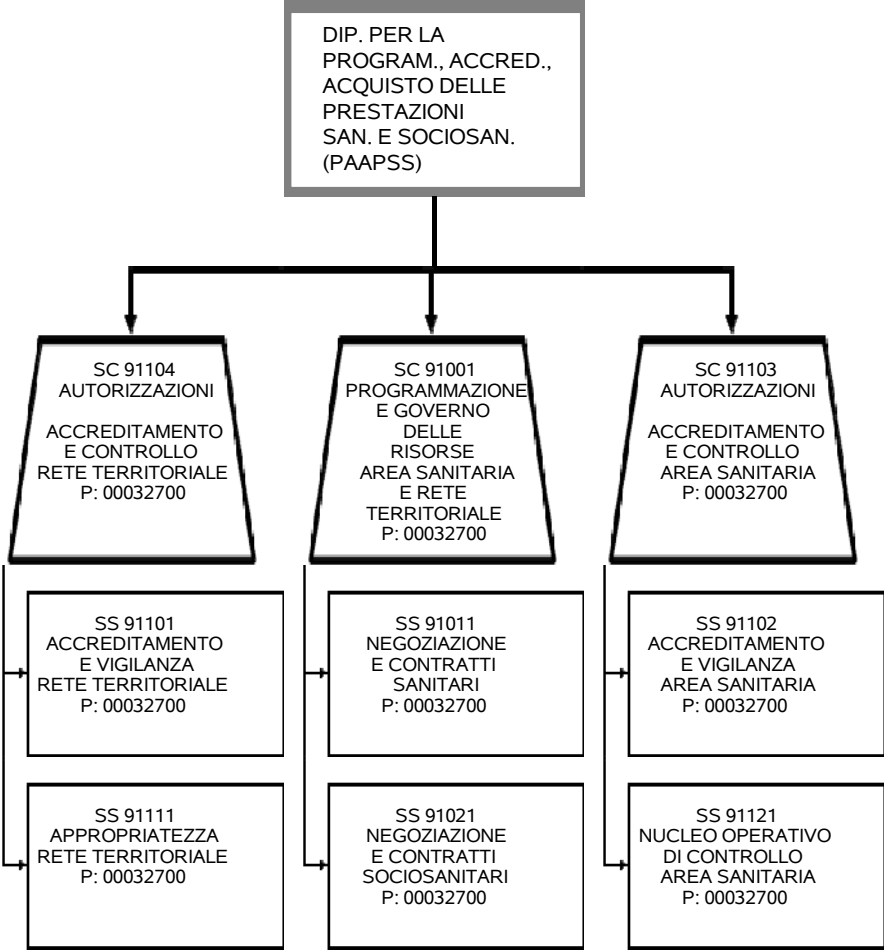 DIP. PER LA
PROGRAM., ACCRED.,
ACQUISTO DELLE
PRESTAZIONI
SAN. E SOCIOSAN.
(PAAPSS)
SC 91104
AUTORIZZAZIONI
ACCREDITAMENTO
E CONTROLLO
RETE TERRITORIALE
P: 00032700
SC 91001
PROGRAMMAZIONE
E GOVERNO
DELLE
RISORSE
AREA SANITARIA
E RETE
TERRITORIALE
P: 00032700
SC 91103
AUTORIZZAZIONI
ACCREDITAMENTO
E CONTROLLO
AREA SANITARIA
P: 00032700
SS 91101
ACCREDITAMENTO
E VIGILANZA
RETE TERRITORIALE
P: 00032700
SS 91011
NEGOZIAZIONE
E CONTRATTI
SANITARI
P: 00032700
SS 91102
ACCREDITAMENTO
E VIGILANZA
AREA SANITARIA
P: 00032700
SS 91111
APPROPRIATEZZA
RETE TERRITORIALE
P: 00032700
SS 91021
NEGOZIAZIONE
E CONTRATTI
SOCIOSANITARI
P: 00032700
SS 91121
NUCLEO OPERATIVO
DI CONTROLLO
AREA SANITARIA
P: 00032700